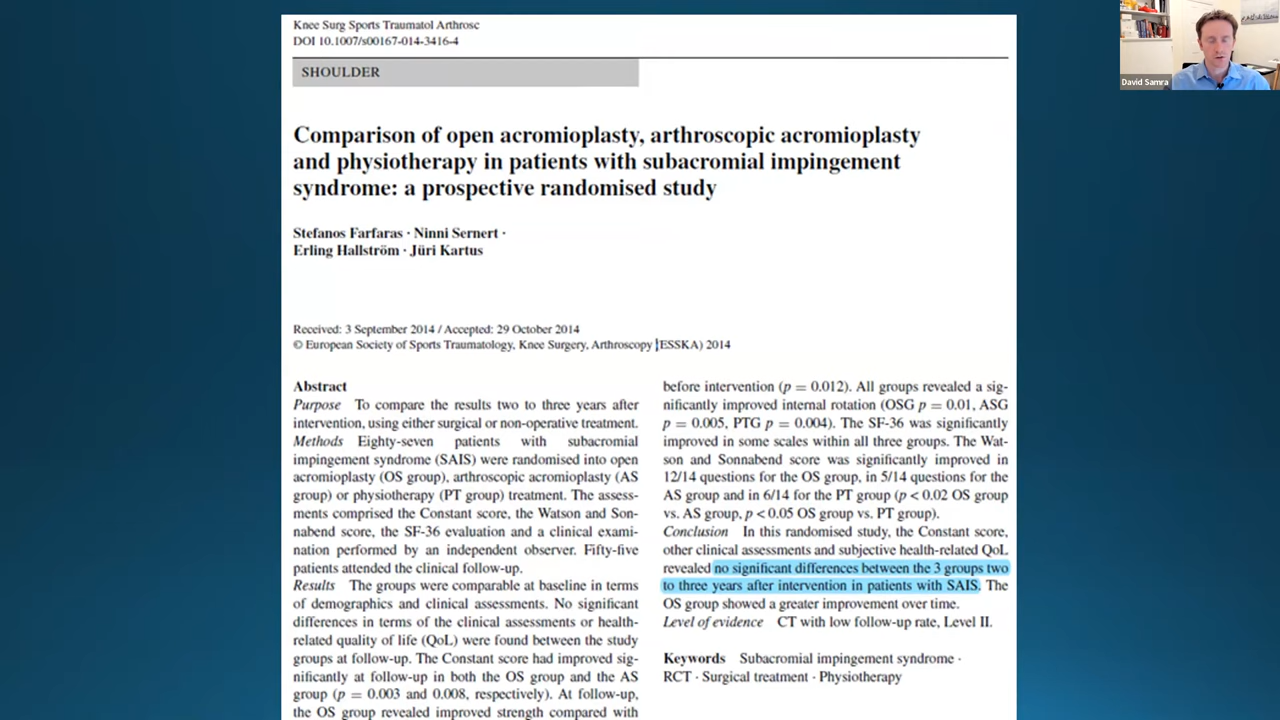 Knee Surg Sports Traumatol Arthrosc
DOI 10.1007/s00167-014-3416-4
SHOULDER
Comparison of open acromioplasty, arthroscopic acromioplasty
and physiotherapy in patients with subacromial impingement
syndrome: a prospective randomised study
Stefanos Farfaras · Ninni Sernert ·
Erling Hallström · Jüri Kartus
Received: 3 September 2014 / Accepted: 29 October 2014
© European Society of Sports Traumatology, Knee Surgery, Arthroscopy (ESSKA) 2014
Abstract
Purpose To compare the results two to three years after
intervention, using either surgical or non-operative treatment.
Methods Eighty-seven patients with subacromial
impingement syndrome (SAIS) were randomised into open
acromioplasty (OS group), arthroscopic acromioplasty (AS
group) or physiotherapy (PT group) treatment. The assess-
ments comprised the Constant score, the Watson and Son-
nabend score, the SF-36 evaluation and a clinical exami-
nation performed by an independent observer. Fifty-five
patients attended the clinical follow-up.
Results The groups were comparable at baseline in terms
of demographics and clinical assessments. No significant
differences in terms of the clinical assessments or health-
related quality of life (QoL) were found between the study
groups at follow-up. The Constant score had improved sig-
nificantly at follow-up in both the OS group and the AS
group (p = 0.003 and 0.008, respectively). At follow-up,
the OS group revealed improved strength compared with
before intervention (p = 0.012). All groups revealed a sig-
nificantly improved internal rotation (OSG p = 0.01, ASG
p = 0.005, PTG p = 0.004). The SF-36 was significantly
improved in some scales within all three groups. The Wat-
son and Sonnabend score was significantly improved in
12/14 questions for the OS group, in 5/14 questions for the
AS group and in 6/14 for the PT group (p < 0.02 OS group
vs. AS group, p < 0.05 OS group vs. PT group).
Conclusion In this randomised study, the Constant score,
other clinical assessments and subjective health-related QoL
revealed no significant differences between the 3 groups two
to three years after intervention in patients with SAIS. The
OS group showed a greater improvement over time.
Level of evidence CT with low follow-up rate, Level II.
Keywords Subacromial impingement syndrome ·
RCT · Surgical treatment · Physiotherapy
David Samra